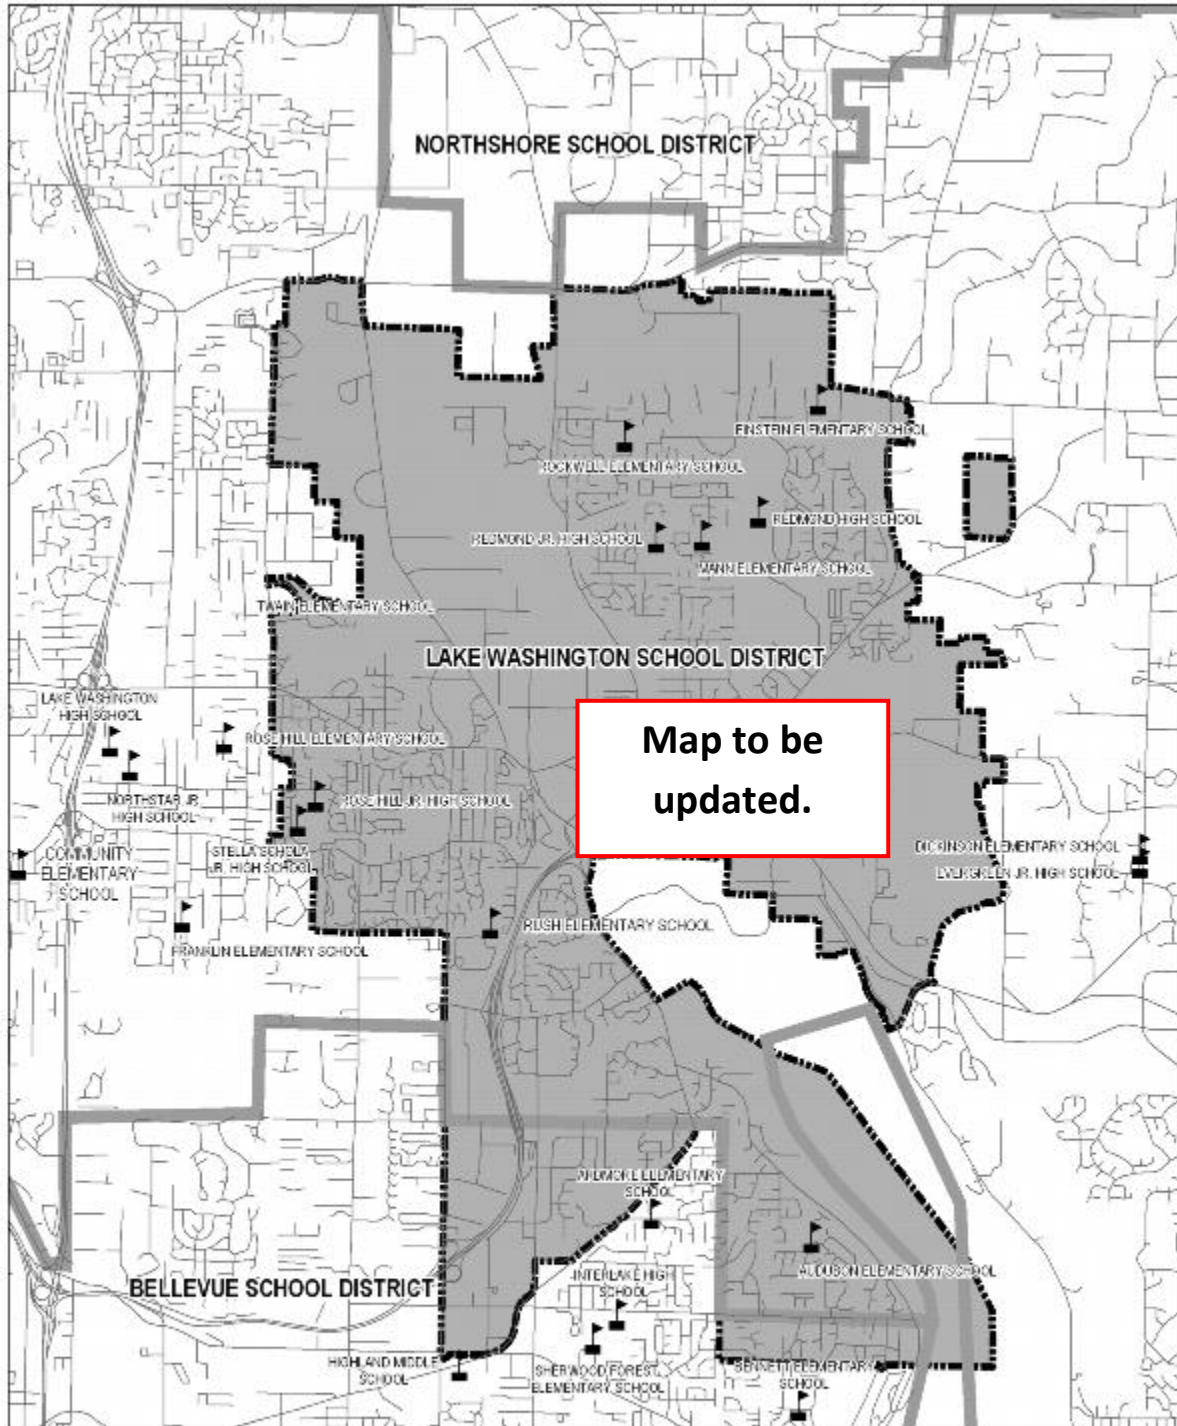 NORTHSHORE SCHOOL DISTRICT
EINSTEIN ELEMENTARY SCHOOL
ROCKWELL ELEMENTARY SCHOOL
REDMOND HIGH SCHOOL
REDMOND JR. HIGH SCHOOL
MANN ELEMENTARY SCHOOL
TWAIN ELEMENTARY SCHOOL
LAKE WASHINGTON SCHOOL DISTRICT
LAKE WASHINGTON
HIGH SCHOOL
ROSE HILL ELEMENTARY SCHOOL
Map to be
updated.
NORTHSTAR JR.
HIGH SCHOOL
ROSE HILL JR. HIGH SCHOOL
STELLA SCHOLA
JR. HIGH SCHOOL
COMMUNITY
ELEMENTARY
SCHOOL
DICKINSON ELEMENTARY SCHOOL
EVERGREEN JR. HIGH SCHOOL
RUSH ELEMENTARY SCHOOL
FRANKLIN ELEMENTARY SCHOOL
ARDMORE ELEMENTARY
SCHOOL
AUDUBON ELEMENTARY SCHOOL
BELLEVUE SCHOOL DISTRICT
INTERLAKE HIGH
SCHOOL
HIGHLAND MIDDLE
SCHOOL
SHERWOOD FOREST
ELEMENTARY SCHOOL
BENNETT ELEMENTARY
SCHOOL